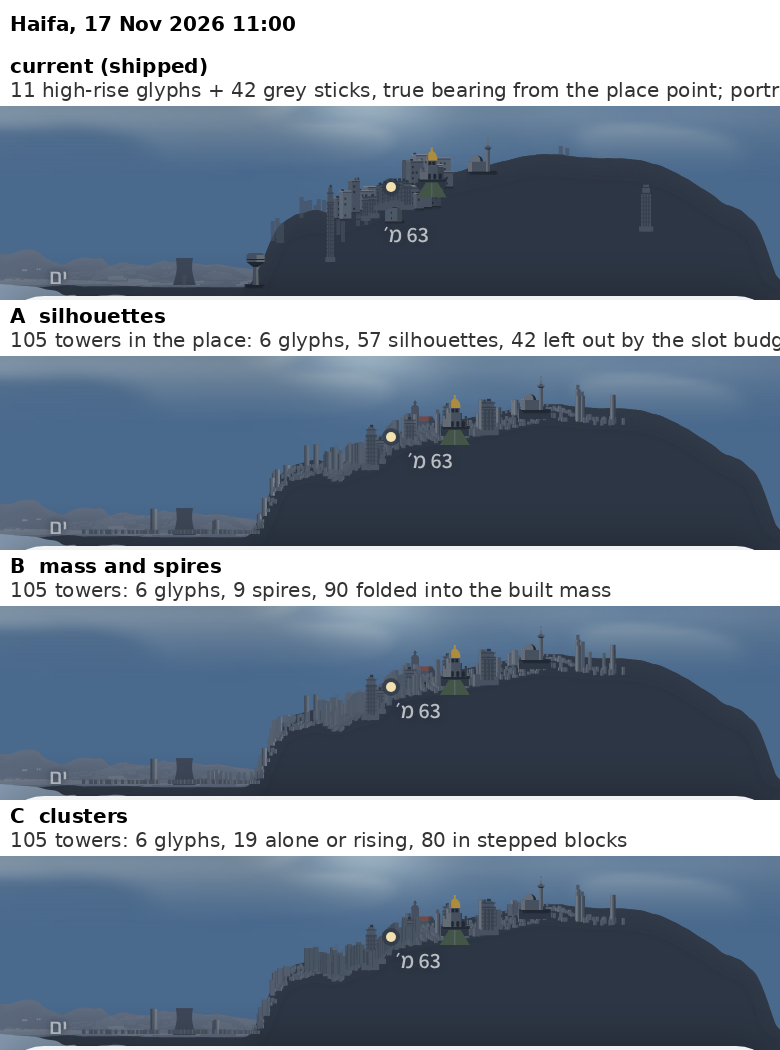 Haifa, 17 Nov 2026 11:00
current (shipped)
11 high-rise glyphs + 42 grey sticks, true bearing from the place point; portr
63 מ׳
ים
A silhouettes
105 towers in the place: 6 glyphs, 57 silhouettes, 42 left out by the slot budg
63 מ׳
ים
B mass and spires
105 towers: 6 glyphs, 9 spires, 90 folded into the built mass
63 מ׳
ים
C clusters
105 towers: 6 glyphs, 19 alone or rising, 80 in stepped blocks
63 מ׳
ים